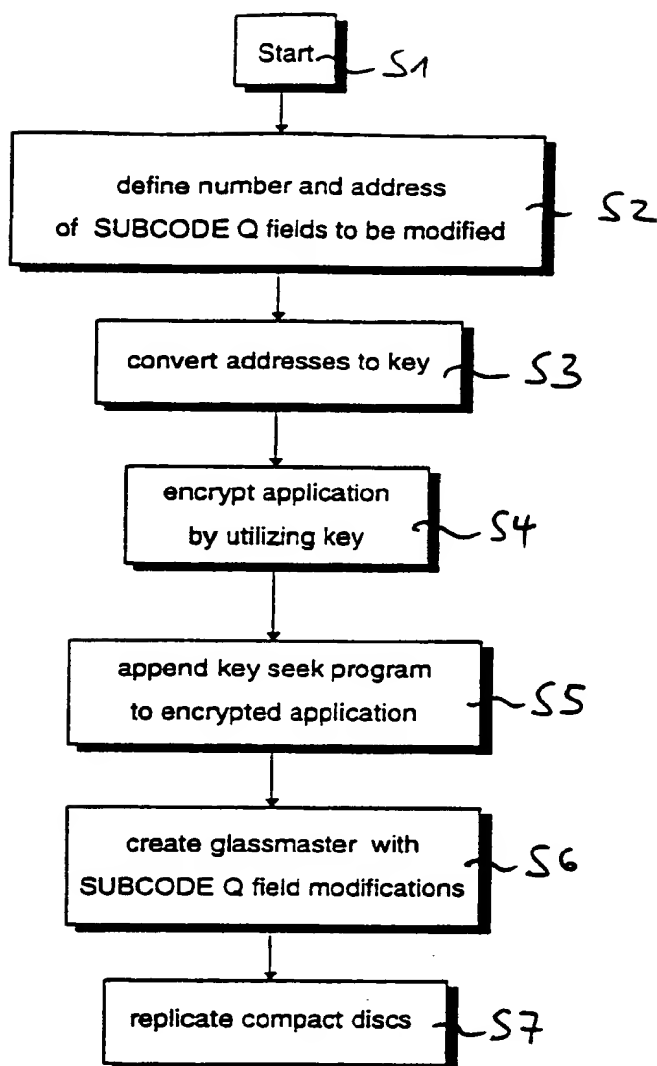 Start
S1
define number and address
of SUBCODE Q fields to be modified
S2
convert addresses to key
S3
encrypt application
by utilizing key
S4
append key seek program
to encrypted application
S5
create glassmaster with
SUBCODE Q field modifications
S6
replicate compact discs
S7